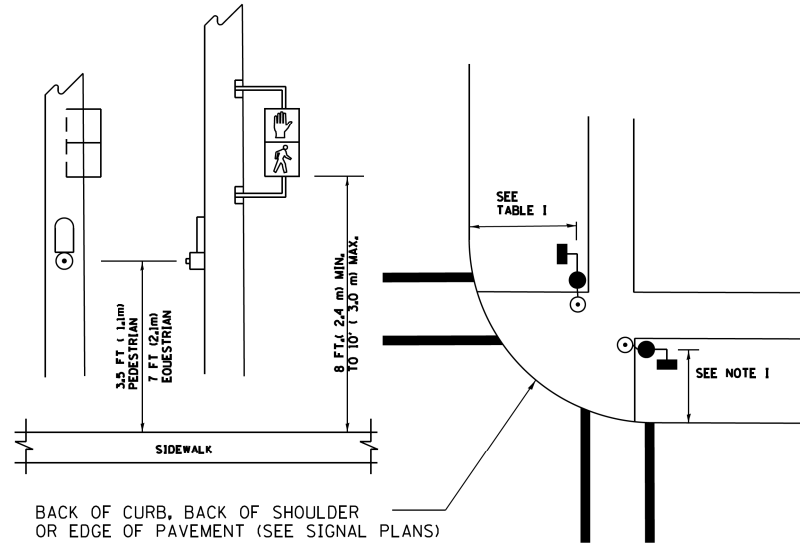 SEE
TABLE I
3.5 FT ( 1.1m)
PEDESTRIAN
7 FT (2.1m)
EQUESTRIAN
8 FT.( 2.4 m) MIN.
TO 10' ( 3.0 m) MAX.
SEE NOTE I
SIDEWALK
BACK OF CURB, BACK OF SHOULDER
OR EDGE OF PAVEMENT (SEE SIGNAL PLANS)